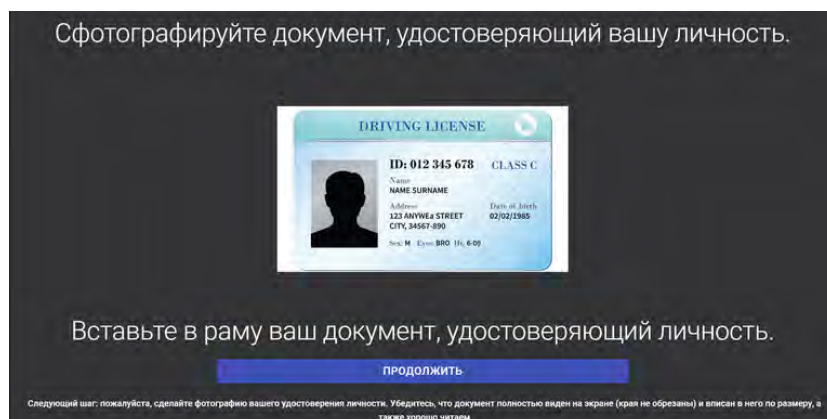 Сфотографируйте документ, удостоверяющий вашу личность.
DRIVING LICENSE
ID: 012 345 678 CLASS C
Name
NAME SURNAME
Address Date of birth
123 ANYWEa STREET 02/02/1985
CITY, 34567-890
Sex: M Eyes: BRO Ht. 6-09
Вставьте в раму ваш документ, удостоверяющий личность.
ПРОДОЛЖИТЬ
Следующий шаг: пожалуйста, сделайте фотографию вашего удостоверения личности. Убедитесь, что документ полностью виден на экране (края не обрезаны) и вписан в него по размеру, а
также хорошо читаем